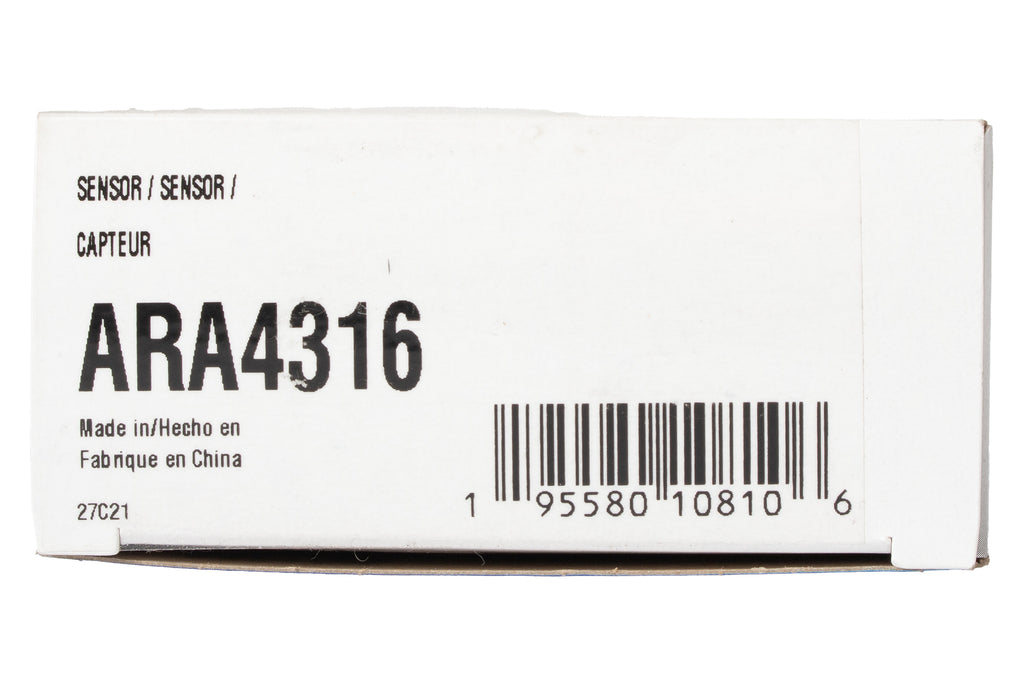 SENSOR / SENSOR /
CAPTEUR
ARA4316
Made in/Hecho en
Fabrique en China
27C21
1 95580 10810 6